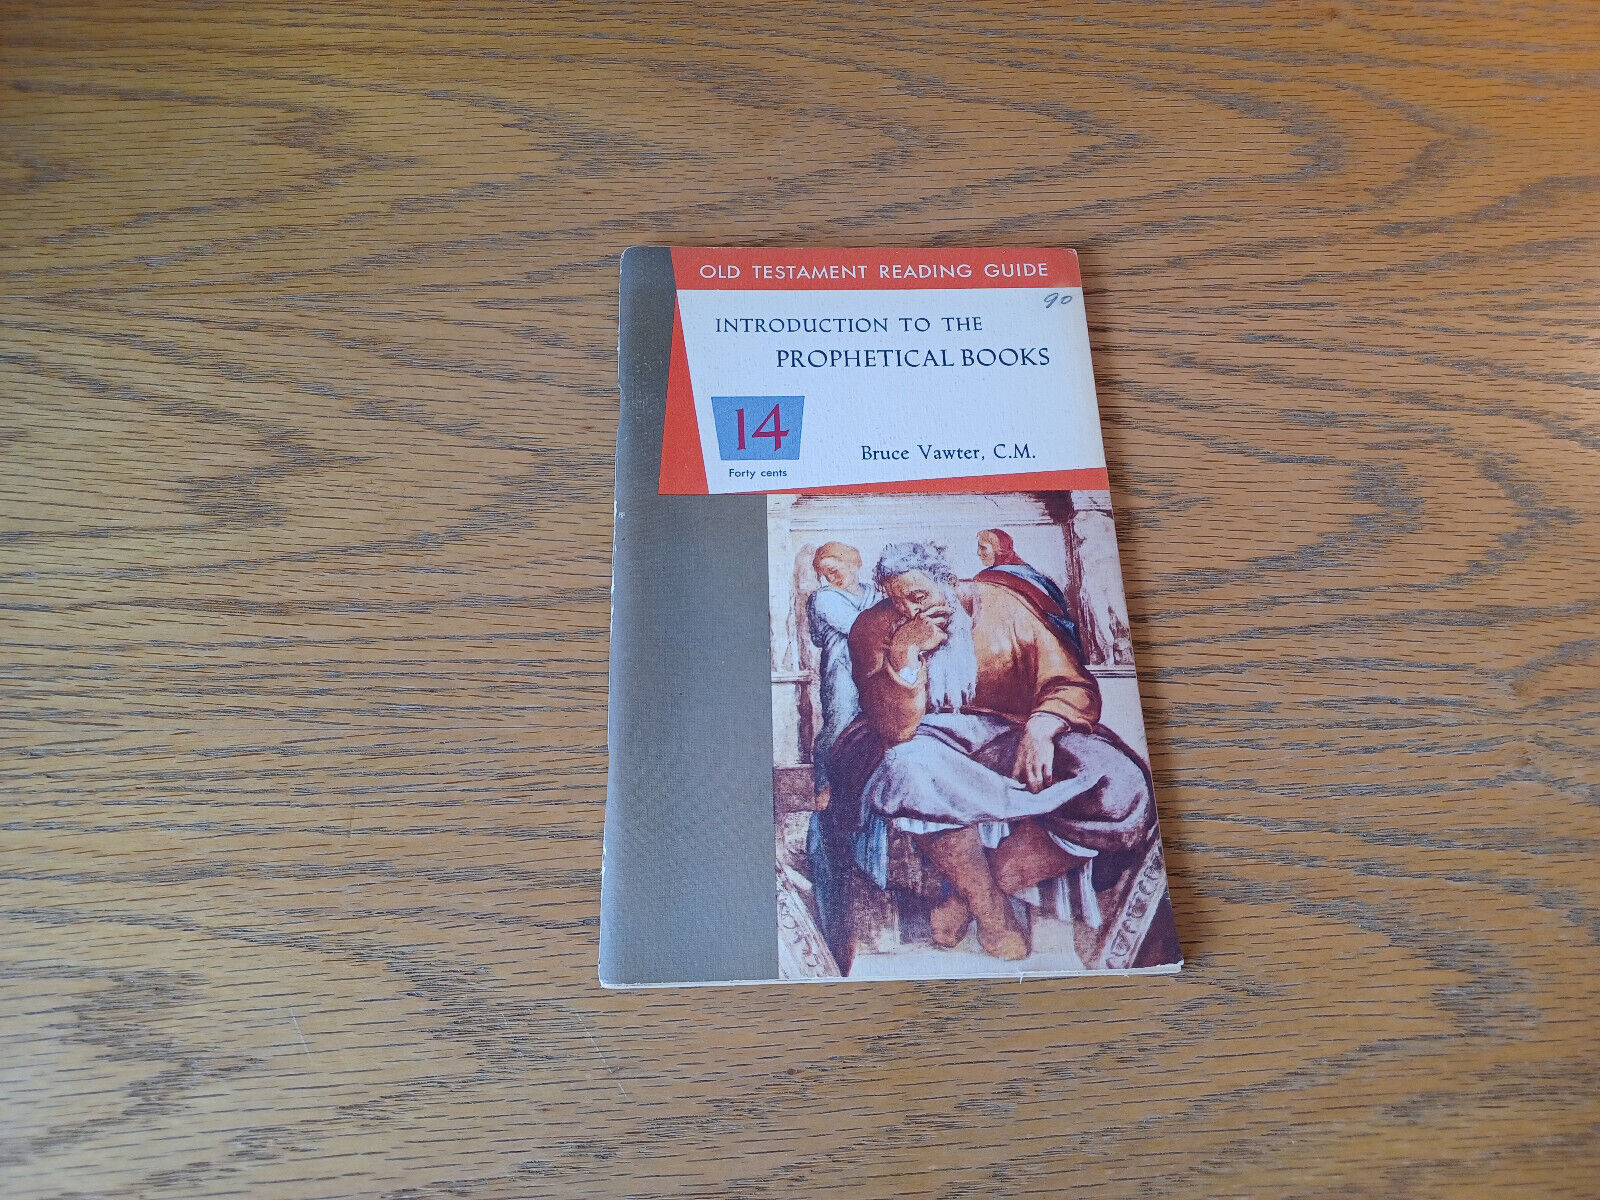 OLD TESTAMENT READING GUIDE
90
INTRODUCTION TO THE
PROPHETICAL BOOKS
14
Forty cents
Bruce Vawter, C.M.